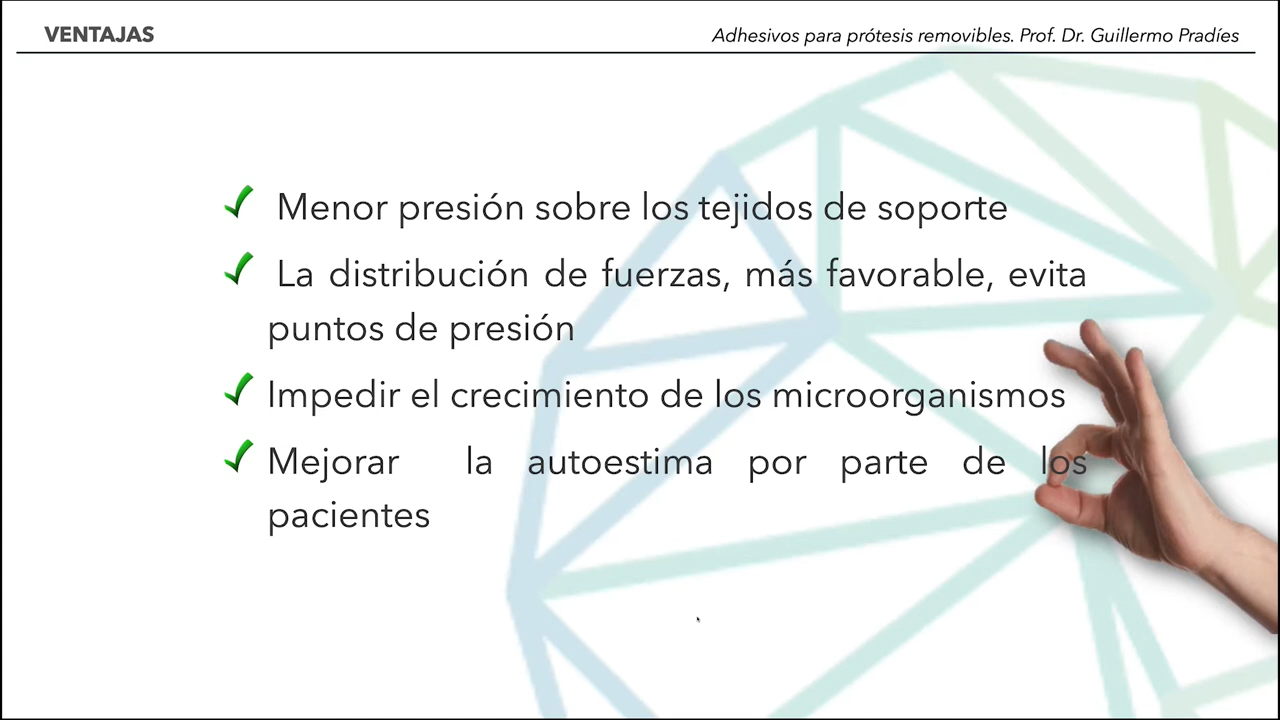 VENTAJAS
Adhesivos para prótesis removibles. Prof. Dr. Guillermo Pradíes
Menor presión sobre los tejidos de soporte
La distribución de fuerzas, más favorable, evita
puntos de presión
Impedir el crecimiento de los microorganismos
Mejorar la autoestima por parte de los
pacientes